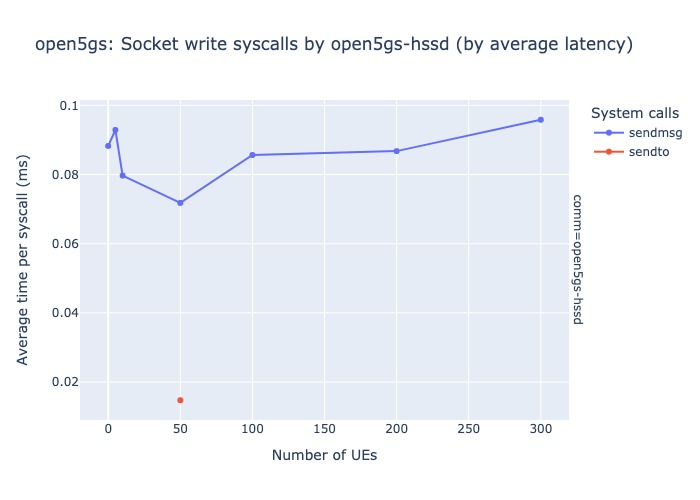 open5gs: Socket write syscalls by open5gs-hssd (by average latency)
System calls
sendmsg
sendto
Average time per syscall (ms)
0.1
0.08
0.06
0.04
0.02
comm=open5gs-hssd
0 50 100 150 200 250 300
Number of UEs